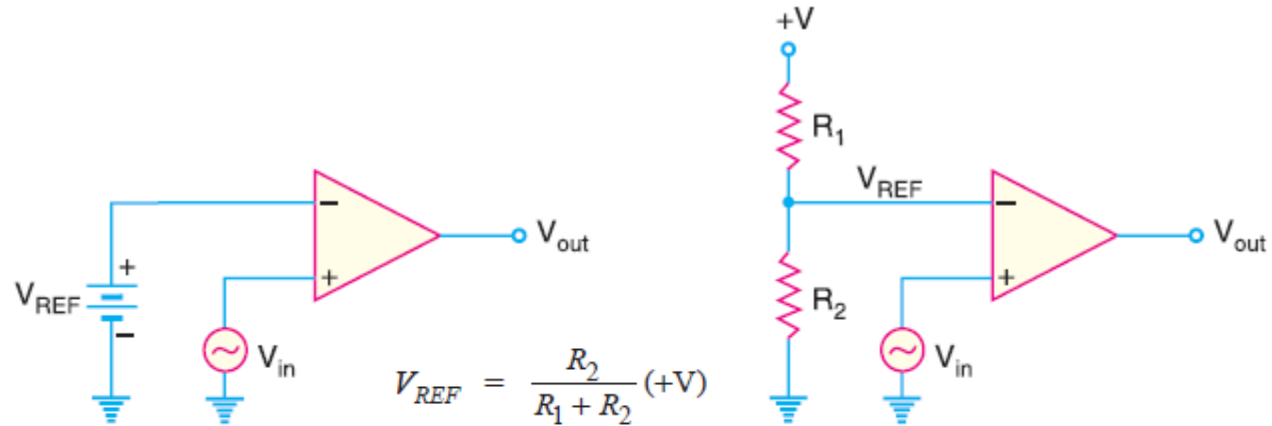 +V
R1
VREF
−
Vout
+
R2
Vin
−
Vout
+
+
VREF
−
Vin
VREF = R2 / (R1 + R2) (+V)